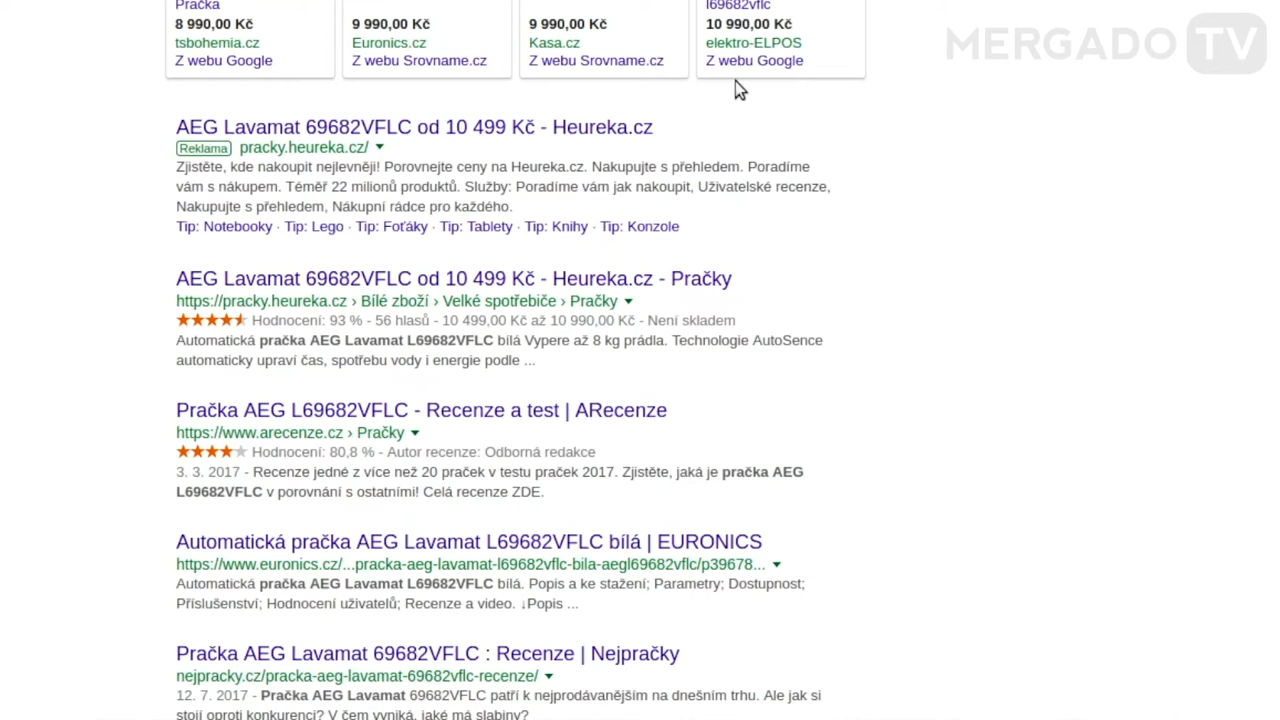 Pračka
l69682vflc
8 990,00 Kč
9 990,00 Kč
9 990,00 Kč
10 990,00 Kč
tsbohemia.cz
Euronics.cz
Kasa.cz
elektro-ELPOS
Z webu Google
Z webu Srovname.cz
Z webu Srovname.cz
Z webu Google
MERGADO TV
AEG Lavamat 69682VFLC od 10 499 Kč - Heureka.cz
Reklama pracky.heureka.cz/
Zjistěte, kde nakoupit nejlevněji! Porovnejte ceny na Heureka.cz. Nakupujte s přehledem. Poradíme
vám s nákupem. Téměř 22 milionů produktů. Služby: Poradíme vám jak nakoupit, Uživatelské recenze,
Nakupujte s přehledem, Nákupní rádce pro každého.
Tip: Notebooky · Tip: Lego · Tip: Foťáky · Tip: Tablety · Tip: Knihy · Tip: Konzole
AEG Lavamat 69682VFLC od 10 499 Kč - Heureka.cz - Pračky
https://pracky.heureka.cz › Bílé zboží › Velké spotřebiče › Pračky
Hodnocení: 93 % - 56 hlasů - 10 499,00 Kč až 10 990,00 Kč - Není skladem
Automatická pračka AEG Lavamat L69682VFLC bílá Vypere až 8 kg prádla. Technologie AutoSence
automaticky upraví čas, spotřebu vody i energie podle ...
Pračka AEG L69682VFLC - Recenze a test | ARecenze
https://www.arecenze.cz › Pračky
Hodnocení: 80,8 % - Autor recenze: Odborná redakce
3. 3. 2017 - Recenze jedné z více než 20 praček v testu praček 2017. Zjistěte, jaká je pračka AEG
L69682VFLC v porovnání s ostatními! Celá recenze ZDE.
Automatická pračka AEG Lavamat L69682VFLC bílá | EURONICS
https://www.euronics.cz/...pracka-aeg-lavamat-l69682vflc-bila-aegl69682vflc/p39678...
Automatická pračka AEG Lavamat L69682VFLC bílá. Popis a ke stažení; Parametry; Dostupnost;
Příslušenství; Hodnocení uživatelů; Recenze a video. ↓Popis ...
Pračka AEG Lavamat 69682VFLC : Recenze | Nejpračky
nejpracky.cz/pracka-aeg-lavamat-69682vflc-recenze/
12. 7. 2017 - Pračka AEG Lavamat 69682VFLC patří k nejprodávanějším na dnešním trhu. Ale jak si
stojí oproti konkurenci? V čem vyniká, jaké má slabiny?